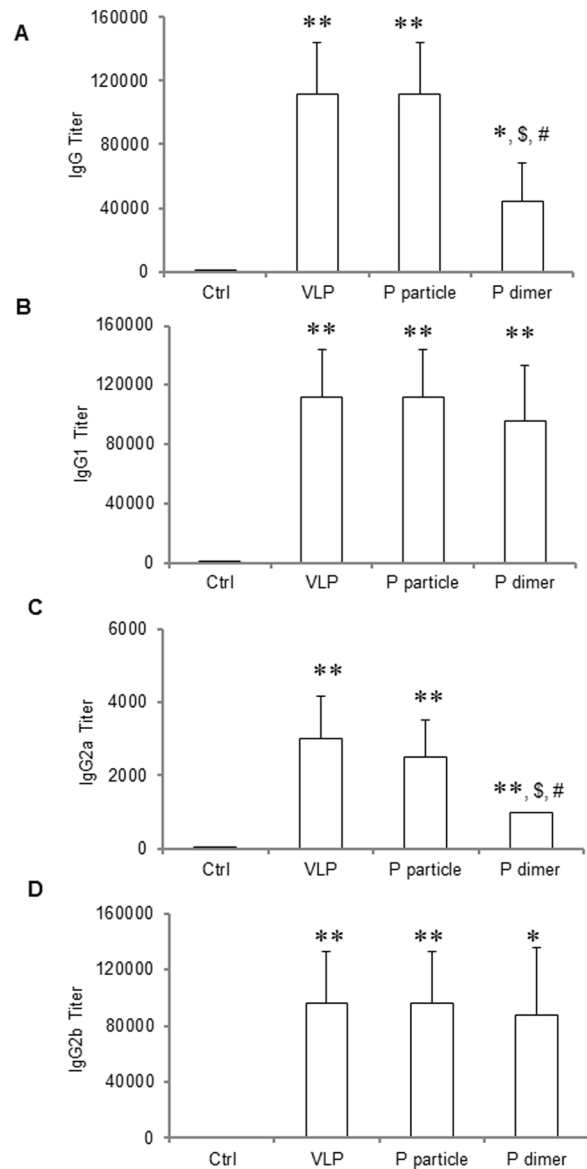 A
IgG Titer
160000
120000
80000
40000
0
** ** *, $, #
Ctrl VLP P particle P dimer
B
IgG1 Titer
160000
120000
80000
40000
0
** ** **
Ctrl VLP P particle P dimer
C
IgG2a Titer
6000
4000
2000
0
** ** **, $, #
Ctrl VLP P particle P dimer
D
IgG2b Titer
160000
120000
80000
40000
0
** ** *
Ctrl VLP P particle P dimer